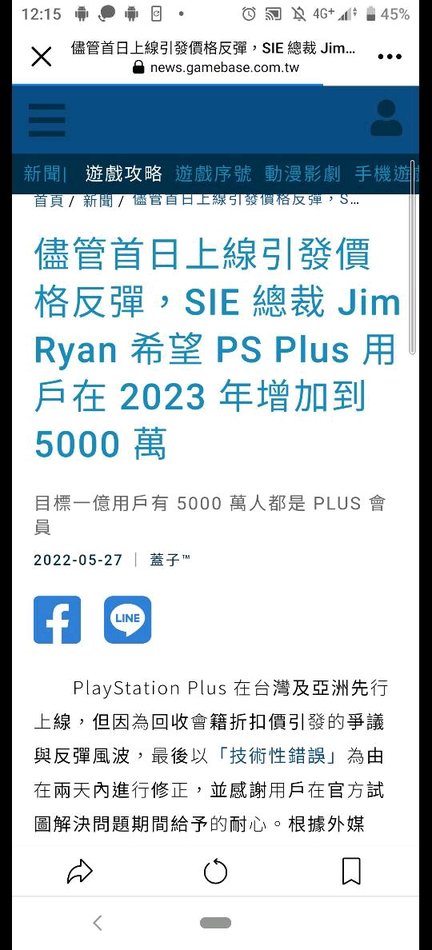 12:15
4G+
45%
儘管首日上線引發價格反彈，SIE 總裁 Jim...
news.gamebase.com.tw
新聞| 遊戲攻略 遊戲序號 動漫影劇 手機遊
首頁 / 新聞 / 儘管首日上線引發價格反彈，S...
儘管首日上線引發價
格反彈，SIE 總裁 Jim
Ryan 希望 PS Plus 用
戶在 2023 年增加到
5000 萬
目標一億用戶有 5000 萬人都是 PLUS 會
員
2022-05-27 | 蓋子™
LINE
PlayStation Plus 在台灣及亞洲先行
上線，但因為回收會籍折扣價引發的爭議
與反彈風波，最後以「技術性錯誤」為由
在兩天內進行修正，並感謝用戶在官方試
圖解決問題期間給予的耐心。根據外媒